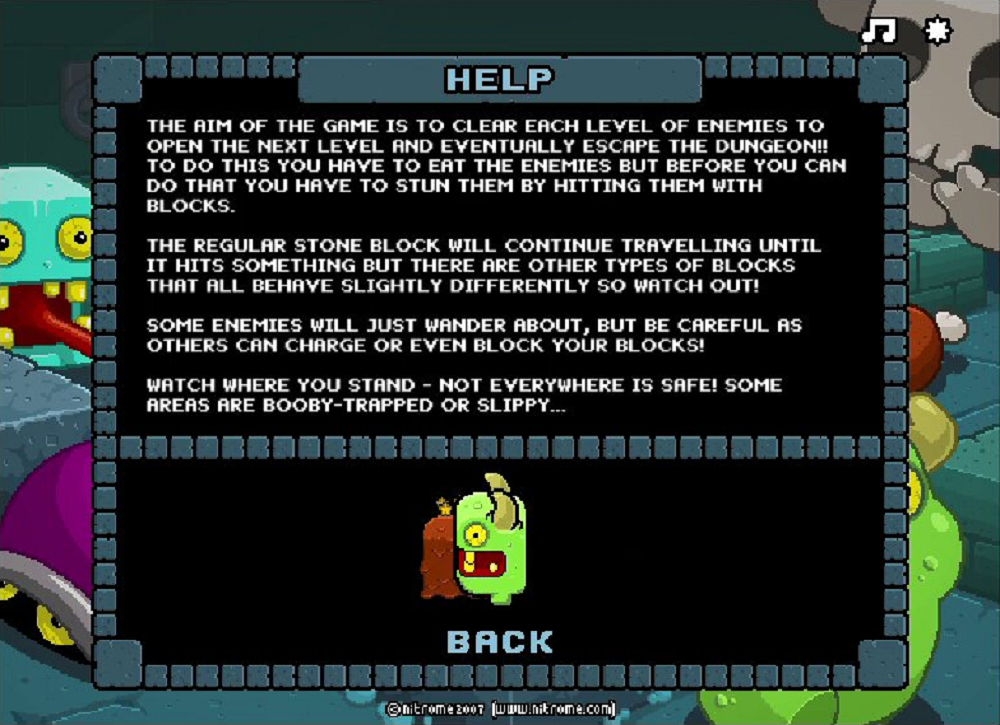 HELP
THE AIM OF THE GAME IS TO CLEAR EACH LEVEL OF ENEMIES TO
OPEN THE NEXT LEVEL AND EVENTUALLY ESCAPE THE DUNGEON!!
TO DO THIS YOU HAVE TO EAT THE ENEMIES BUT BEFORE YOU CAN
DO THAT YOU HAVE TO STUN THEM BY HITTING THEM WITH
BLOCKS.
THE REGULAR STONE BLOCK WILL CONTINUE TRAVELLING UNTIL
IT HITS SOMETHING BUT THERE ARE OTHER TYPES OF BLOCKS
THAT ALL BEHAVE SLIGHTLY DIFFERENTLY SO WATCH OUT!
SOME ENEMIES WILL JUST WANDER ABOUT, BUT BE CAREFUL AS
OTHERS CAN CHARGE OR EVEN BLOCK YOUR BLOCKS!
WATCH WHERE YOU STAND - NOT EVERYWHERE IS SAFE! SOME
AREAS ARE BOOBY-TRAPPED OR SLIPPY...
BACK
©nitrome2007 (www.nitrome.com)